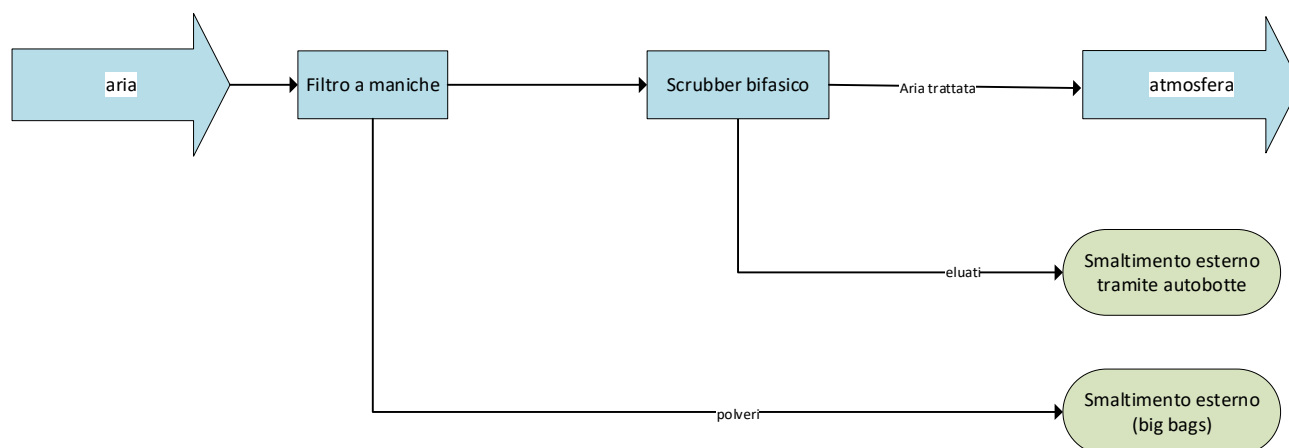 aria
Filtro a maniche
Scrubber bifasico
Aria trattata
atmosfera
Smaltimento esterno
tramite autobotte
eluati
Smaltimento esterno
(big bags)
polveri